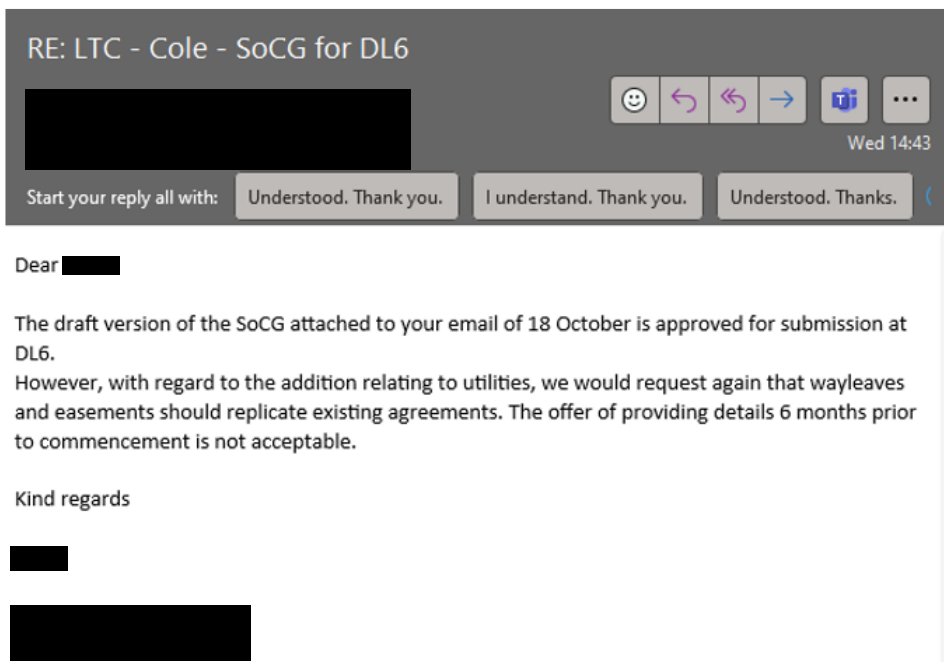 RE: LTC - Cole - SoCG for DL6
Wed 14:43
Start your reply all with:
Understood. Thank you.
I understand. Thank you.
Understood. Thanks.
Dear
The draft version of the SoCG attached to your email of 18 October is approved for submission at
DL6.
However, with regard to the addition relating to utilities, we would request again that wayleaves
and easements should replicate existing agreements. The offer of providing details 6 months prior
to commencement is not acceptable.
Kind regards